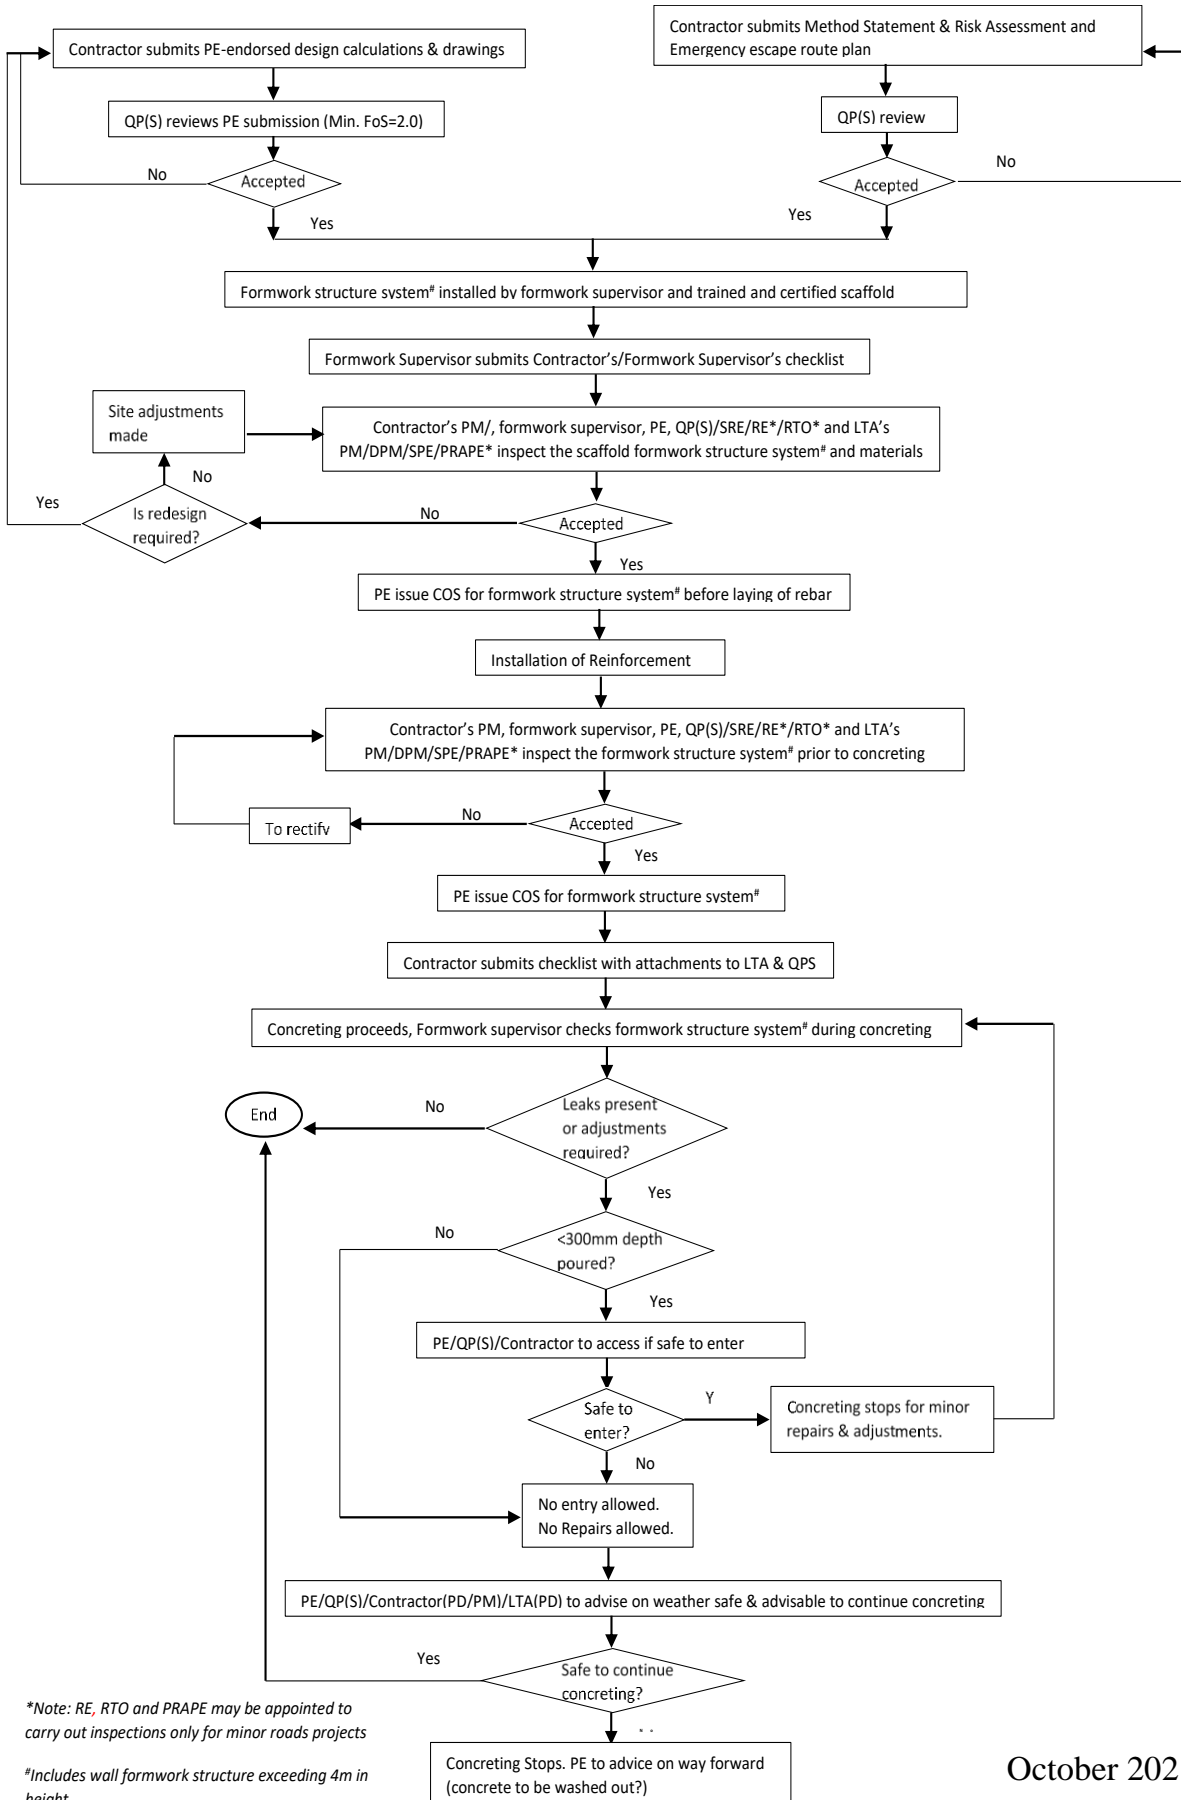 Contractor submits PE-endorsed design calculations & drawings
Contractor submits Method Statement & Risk Assessment and
Emergency escape route plan
QP(S) reviews PE submission (Min. FoS=2.0)
QP(S) review
No
Accepted
Yes
No
Accepted
Yes
Formwork structure system# installed by formwork supervisor and trained and certified scaffold
Formwork Supervisor submits Contractor's/Formwork Supervisor's checklist
Site adjustments
made
Contractor's PM/, formwork supervisor, PE, QP(S)/SRE/RE*/RTO* and LTA's
PM/DPM/SPE/PRAPE* inspect the scaffold formwork structure system# and materials
No
Yes
Is redesign
required?
No
Accepted
Yes
PE issue COS for formwork structure system# before laying of rebar
Installation of Reinforcement
Contractor's PM, formwork supervisor, PE, QP(S)/SRE/RE*/RTO* and LTA's
PM/DPM/SPE/PRAPE* inspect the formwork structure system# prior to concreting
To rectify
No
Accepted
Yes
PE issue COS for formwork structure system#
Contractor submits checklist with attachments to LTA & QPS
Concreting proceeds, Formwork supervisor checks formwork structure system# during concreting
End
No
Leaks present
or adjustments
required?
Yes
No
<300mm depth
poured?
Yes
PE/QP(S)/Contractor to access if safe to enter
Safe to
enter?
Y
Concreting stops for minor
repairs & adjustments.
No
No entry allowed.
No Repairs allowed.
PE/QP(S)/Contractor(PD/PM)/LTA(PD) to advise on weather safe & advisable to continue concreting
Yes
Safe to continue
concreting?
Concreting Stops. PE to advice on way forward
(concrete to be washed out?)
*Note: RE, RTO and PRAPE may be appointed to
carry out inspections only for minor roads projects
#Includes wall formwork structure exceeding 4m in
height
October 202